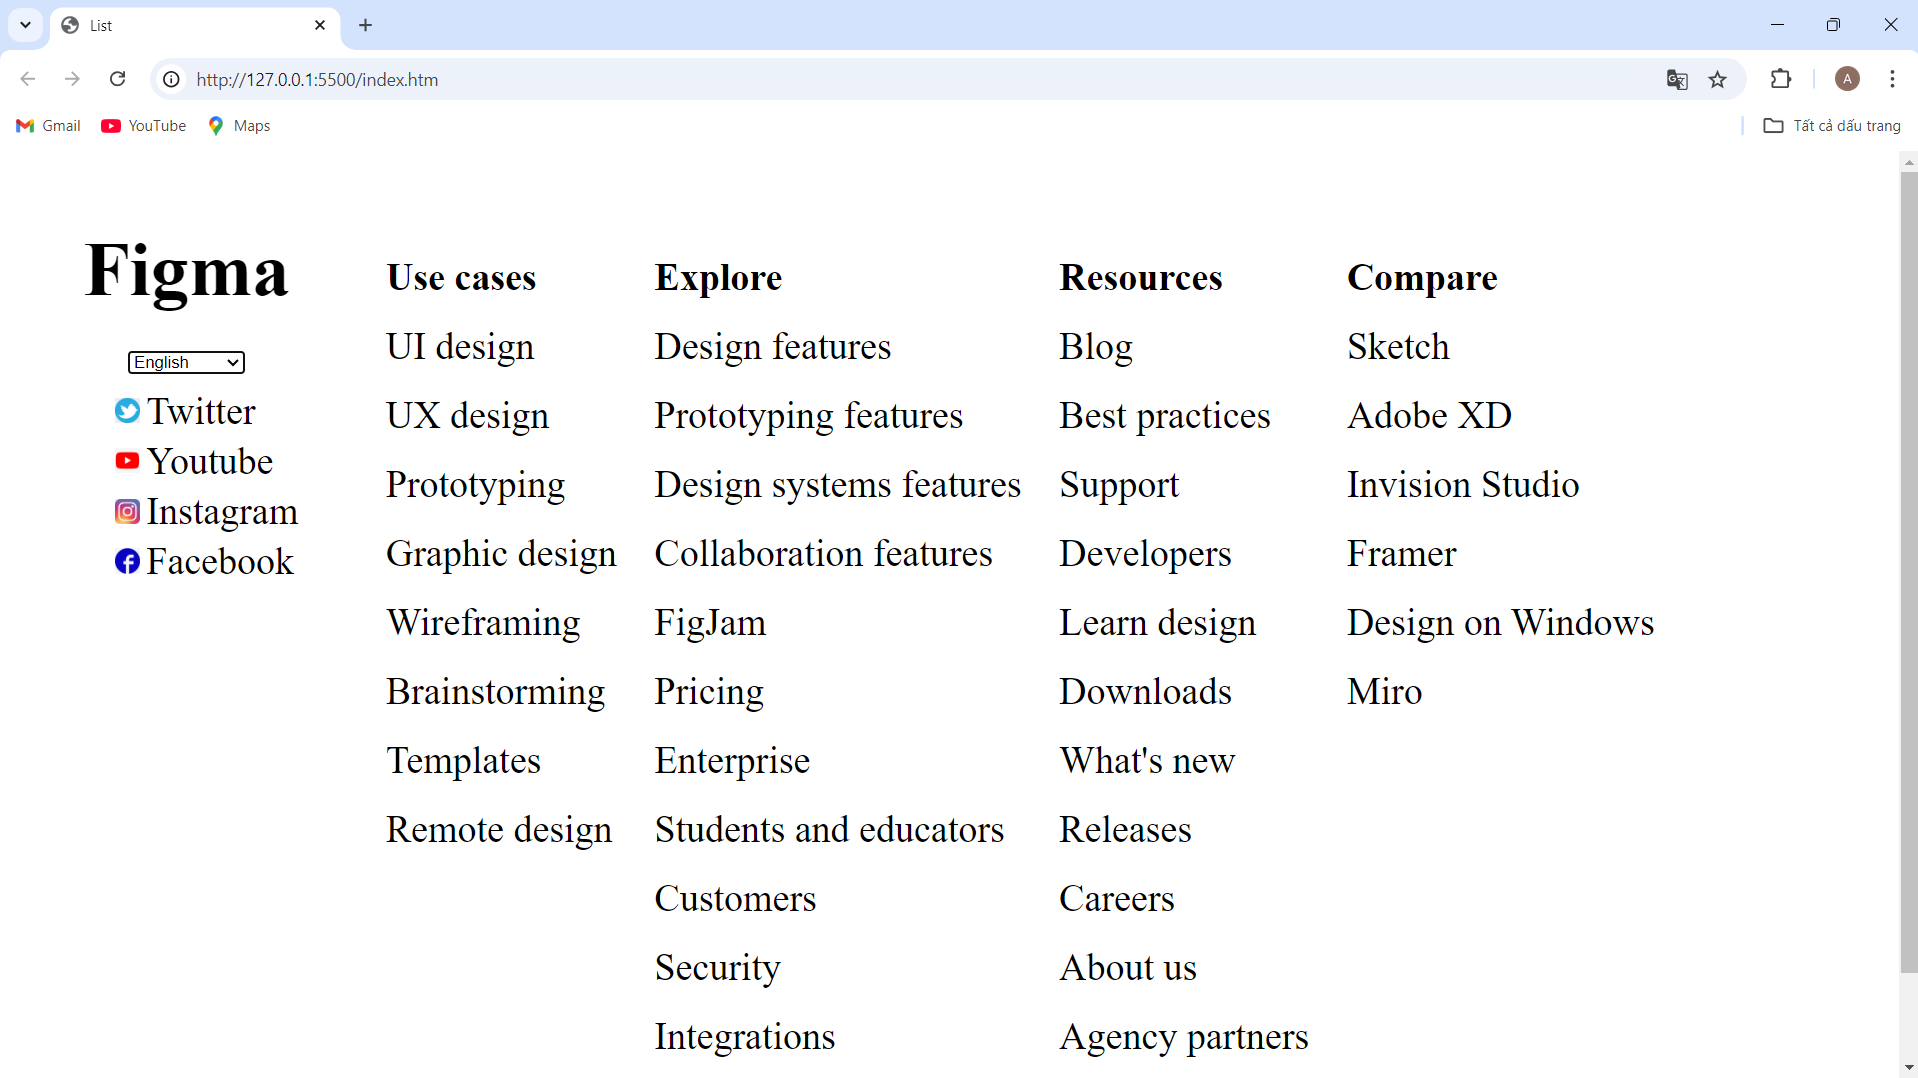 List
http://127.0.0.1:5500/index.htm
A
Gmail
YouTube
Maps
Tất cả dấu trang
Figma
English
Twitter
Youtube
Instagram
Facebook
Use cases
UI design
UX design
Prototyping
Graphic design
Wireframing
Brainstorming
Templates
Remote design
Explore
Design features
Prototyping features
Design systems features
Collaboration features
FigJam
Pricing
Enterprise
Students and educators
Customers
Security
Integrations
Resources
Blog
Best practices
Support
Developers
Learn design
Downloads
What's new
Releases
Careers
About us
Agency partners
Compare
Sketch
Adobe XD
Invision Studio
Framer
Design on Windows
Miro